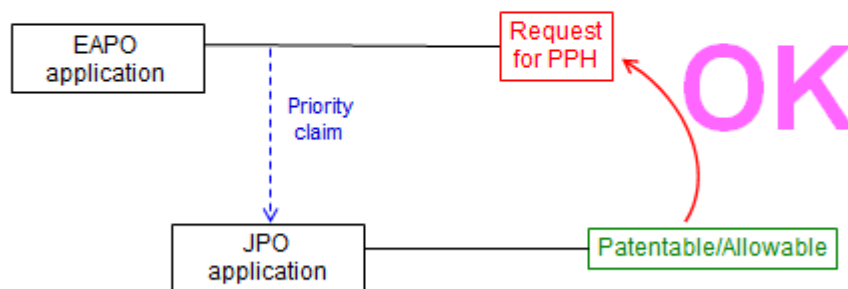 EAPO
application
Request
for PPH
OK
Priority
claim
JPO
application
Patentable/Allowable